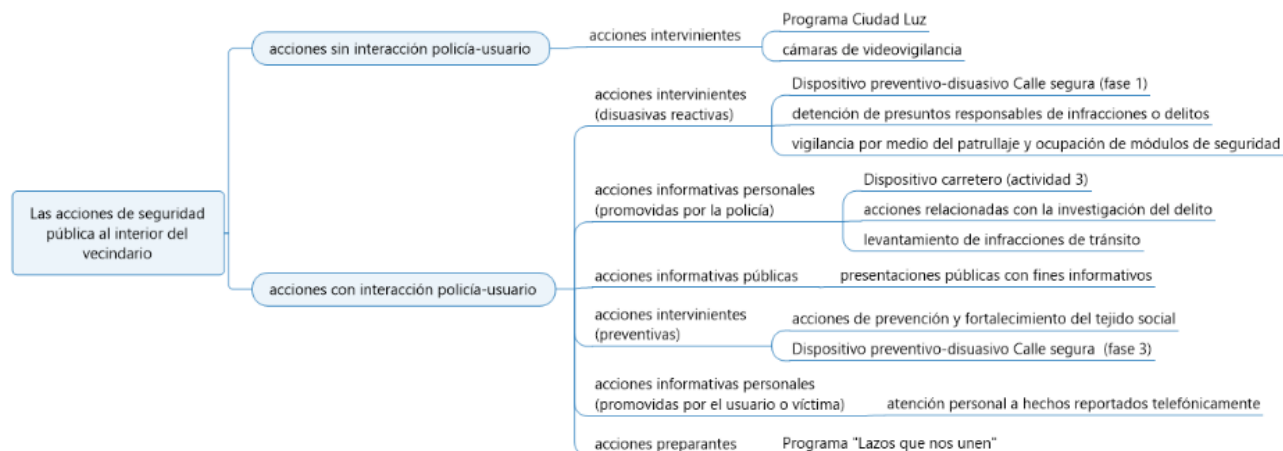 Las acciones de seguridad
pública al interior del
vecindario
acciones sin interacción policía-usuario
acciones intervinientes
Programa Ciudad Luz
cámaras de videovigilancia
acciones con interacción policía-usuario
acciones intervinientes
(disuasivas reactivas)
Dispositivo preventivo-disuasivo Calle segura (fase 1)
detención de presuntos responsables de infracciones o delitos
vigilancia por medio del patrullaje y ocupación de módulos de seguridad
acciones informativas personales
(promovidas por la policía)
Dispositivo carretero (actividad 3)
acciones relacionadas con la investigación del delito
levantamiento de infracciones de tránsito
acciones informativas públicas
presentaciones públicas con fines informativos
acciones intervinientes
(preventivas)
acciones de prevención y fortalecimiento del tejido social
Dispositivo preventivo-disuasivo Calle segura (fase 3)
acciones informativas personales
(promovidas por el usuario o víctima)
atención personal a hechos reportados telefónicamente
acciones preparantes
Programa "Lazos que nos unen"